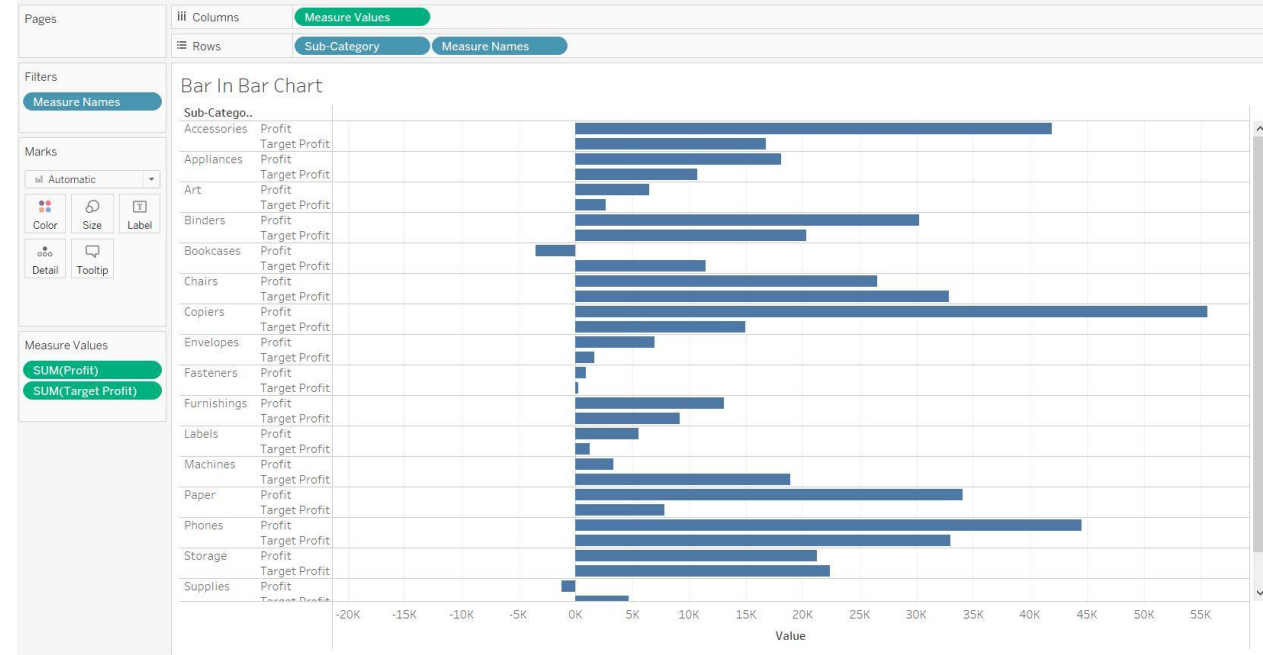 Pages
iii Columns
Measure Values
Rows
Sub-Category
Measure Names
Filters
Measure Names
Marks
Automatic
Color
Size
Label
Detail
Tooltip
Measure Values
SUM(Profit)
SUM(Target Profit)
Bar In Bar Chart
Sub-Catego..
Accessories Profit
Target Profit
Appliances Profit
Target Profit
Art Profit
Target Profit
Binders Profit
Target Profit
Bookcases Profit
Target Profit
Chairs Profit
Target Profit
Copiers Profit
Target Profit
Envelopes Profit
Target Profit
Fasteners Profit
Target Profit
Furnishings Profit
Target Profit
Labels Profit
Target Profit
Machines Profit
Target Profit
Paper Profit
Target Profit
Phones Profit
Target Profit
Storage Profit
Target Profit
Supplies Profit
Target Profit
-20K -15K -10K -5K 0K 5K 10K 15K 20K 25K 30K 35K 40K 45K 50K 55K
Value